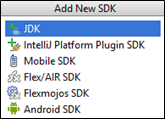 Add New SDK
JDK
IntelliJ Platform Plugin SDK
Mobile SDK
Flex/AIR SDK
Flexmojos SDK
Android SDK